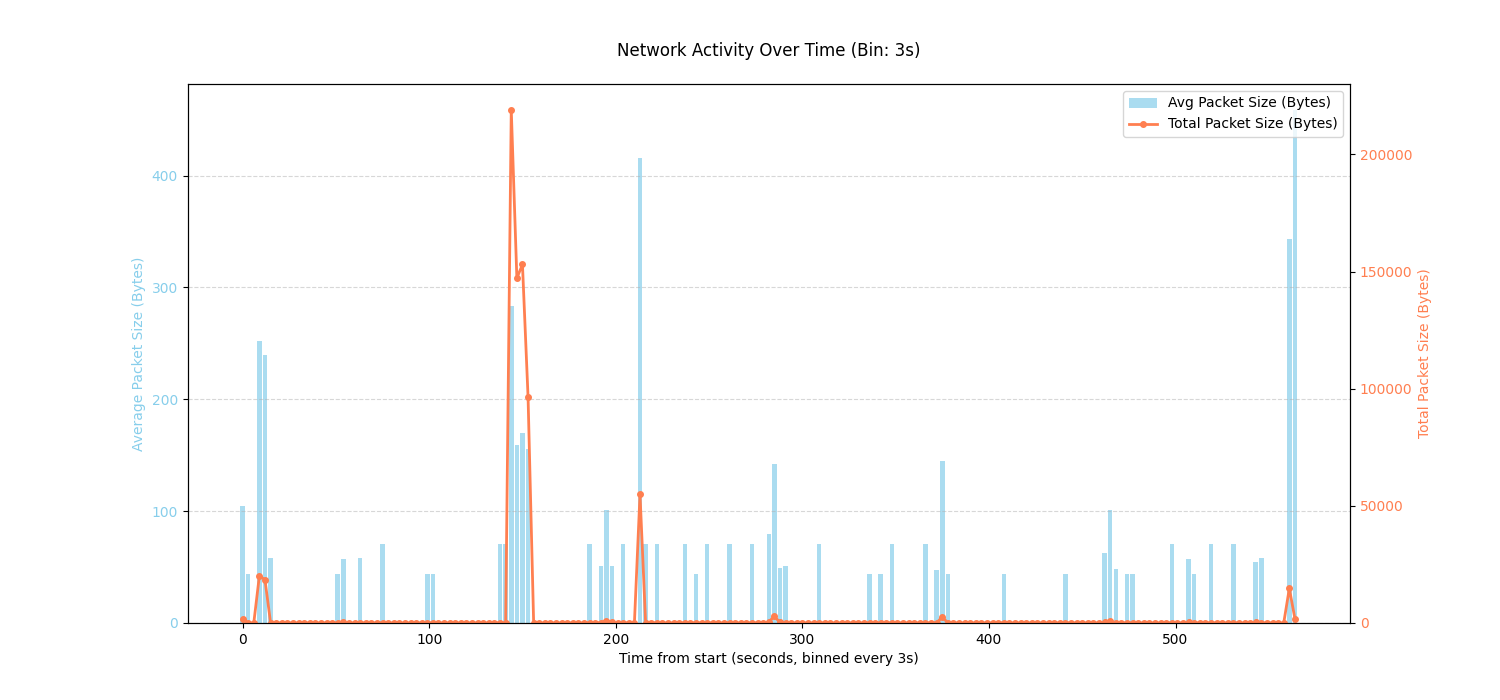 Network Activity Over Time (Bin: 3s)
Avg Packet Size (Bytes)
Total Packet Size (Bytes)
Average Packet Size (Bytes)
400
300
200
100
0
200000
150000
100000
50000
0
Total Packet Size (Bytes)
0 100 200 300 400 500
Time from start (seconds, binned every 3s)